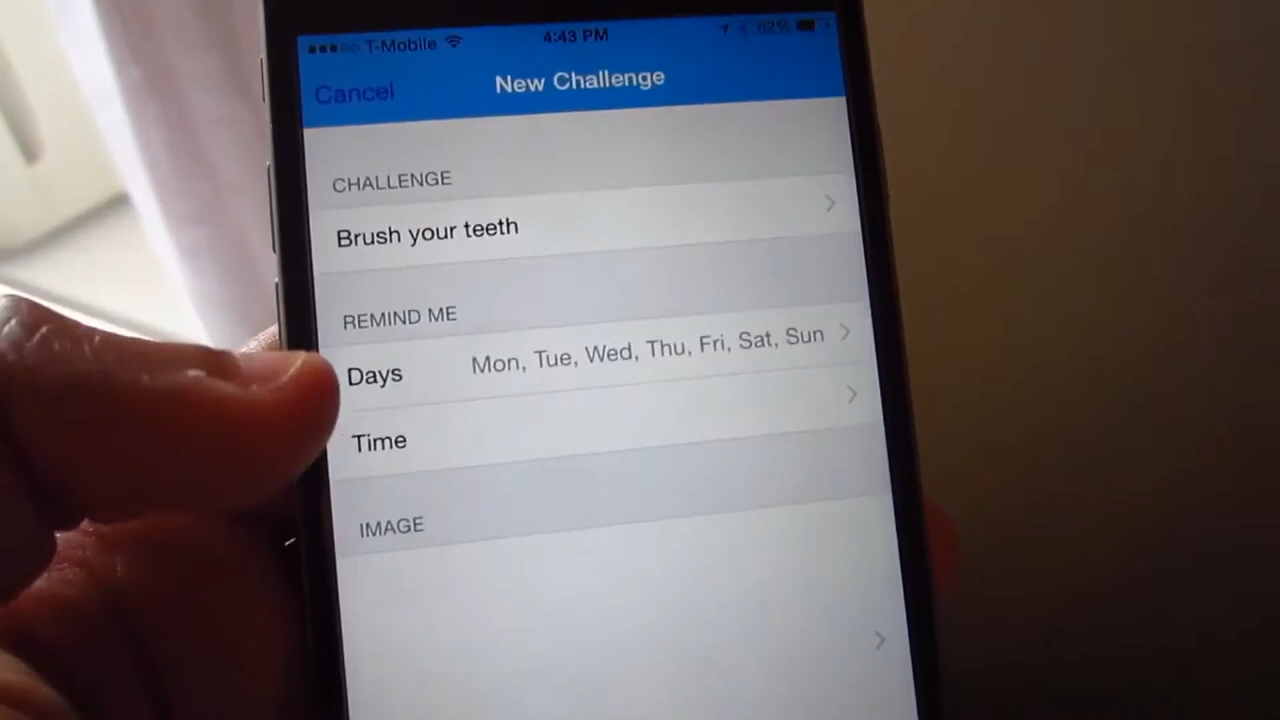 T-Mobile 4:43 PM 62%
Cancel New Challenge
CHALLENGE
Brush your teeth
REMIND ME
Days Mon, Tue, Wed, Thu, Fri, Sat, Sun
Time
IMAGE